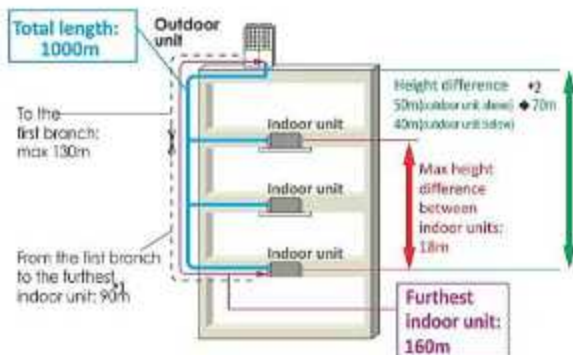 Total length:
1000m
Outdoor
unit
To the
first branch:
max 130m
From the first branch
to the furthest
indoor unit: 90m
*1
Indoor unit
Indoor unit
Indoor unit
Height difference *2
50m(outdoor unit above) ◆70m
40m(outdoor unit below)
Max height
difference
between
indoor units:
18m
Furthest
indoor unit:
160m